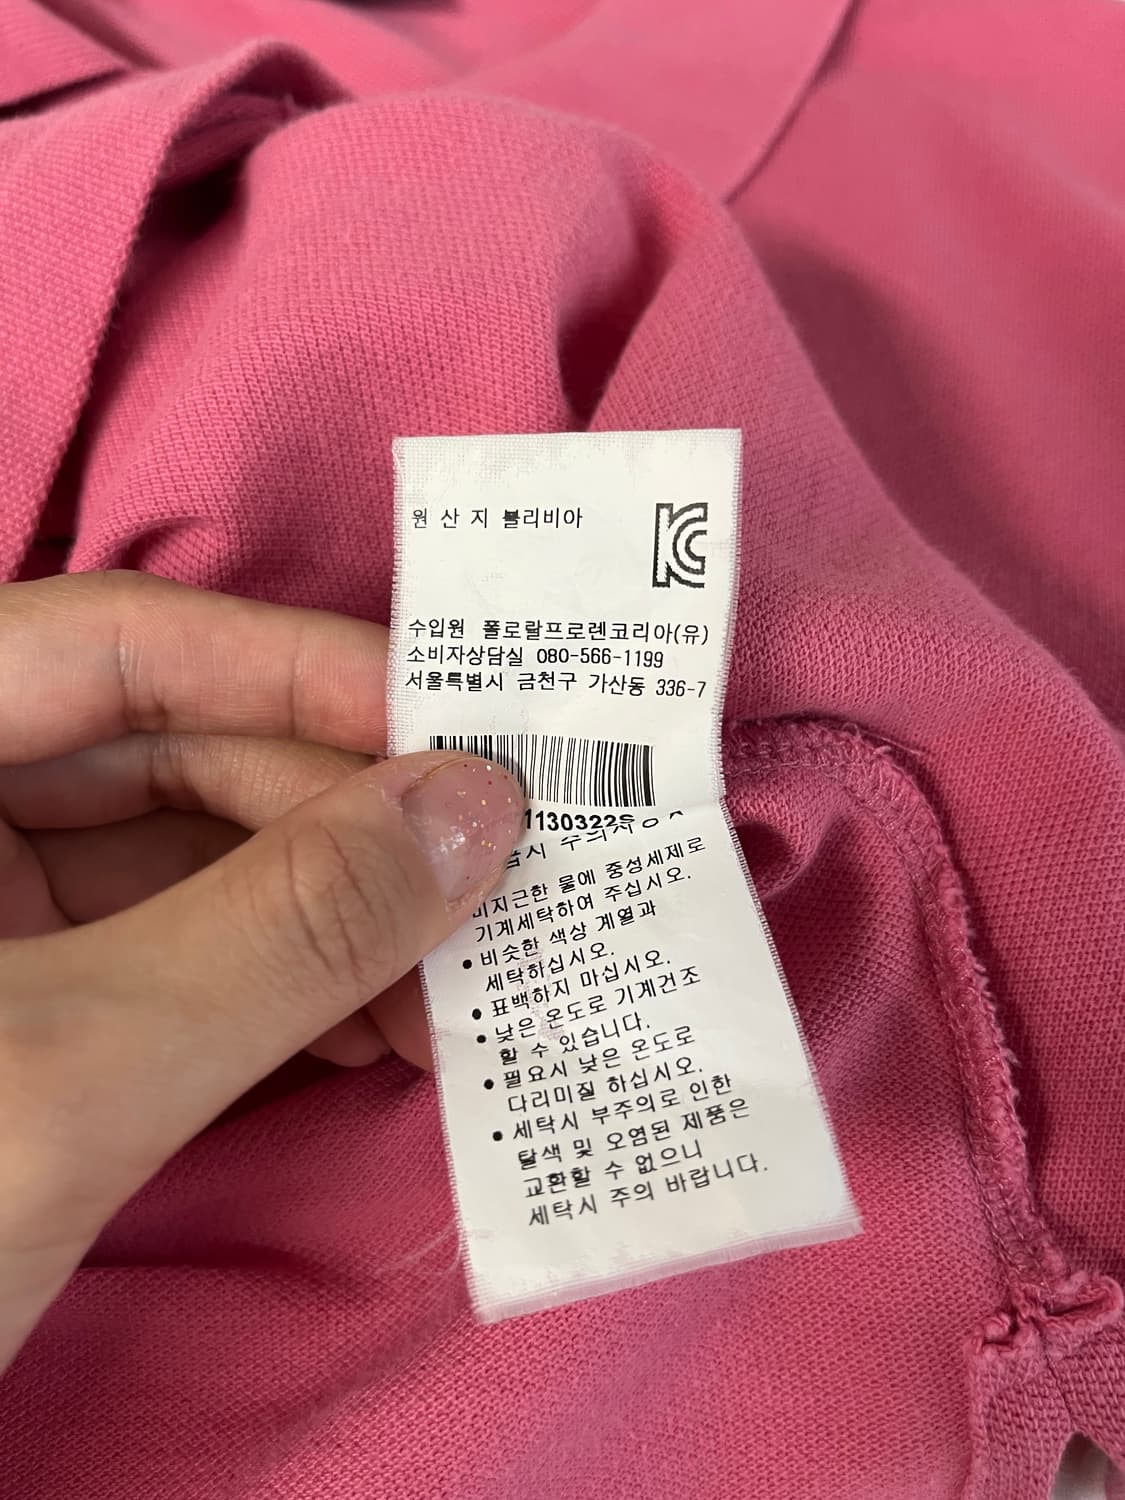 원 산 지 볼리비아
KC
수입원 폴로랄프로렌코리아(유)
소비자상담실 080-566-1199
서울특별시 금천구 가산동 336-7
미지근한 물에 중성세제로
기계세탁하여 주십시오.
● 비슷한 색상 계열과
세탁하십시오.
● 표백하지 마십시오.
● 낮은 온도로 기계건조
할 수 있습니다.
● 필요시 낮은 온도로
다리미질 하십시오.
● 세탁시 부주의로 인한
탈색 및 오염된 제품은
교환할 수 없으니
세탁시 주의 바랍니다.